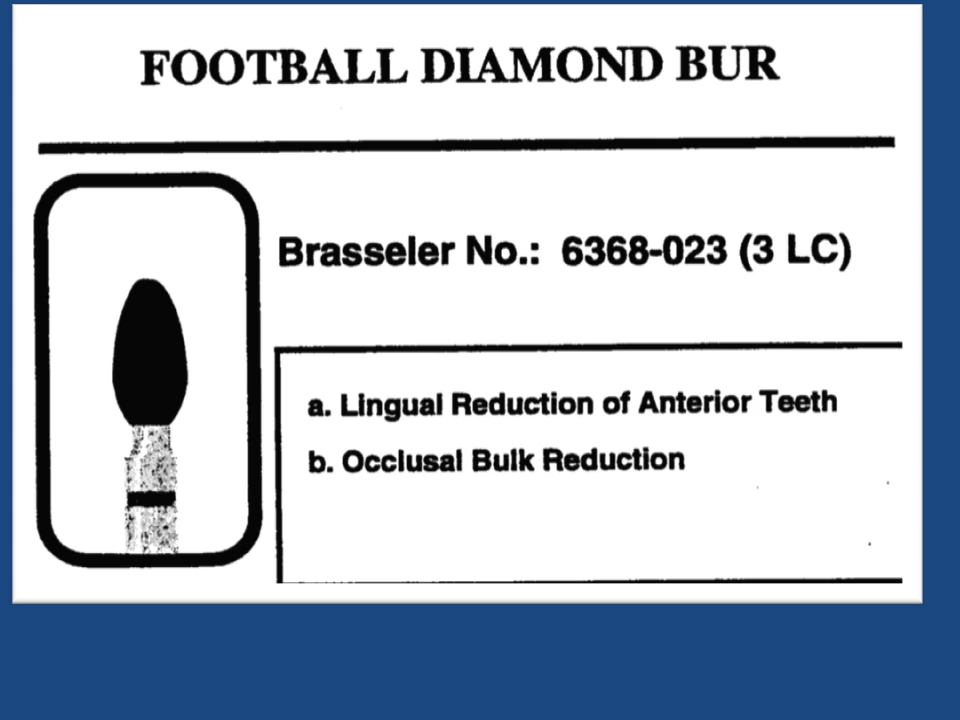 FOOTBALL DIAMOND BUR
Brasseler No.: 6368-023 (3 LC)
a. Lingual Reduction of Anterior Teeth
b. Occlusal Bulk Reduction